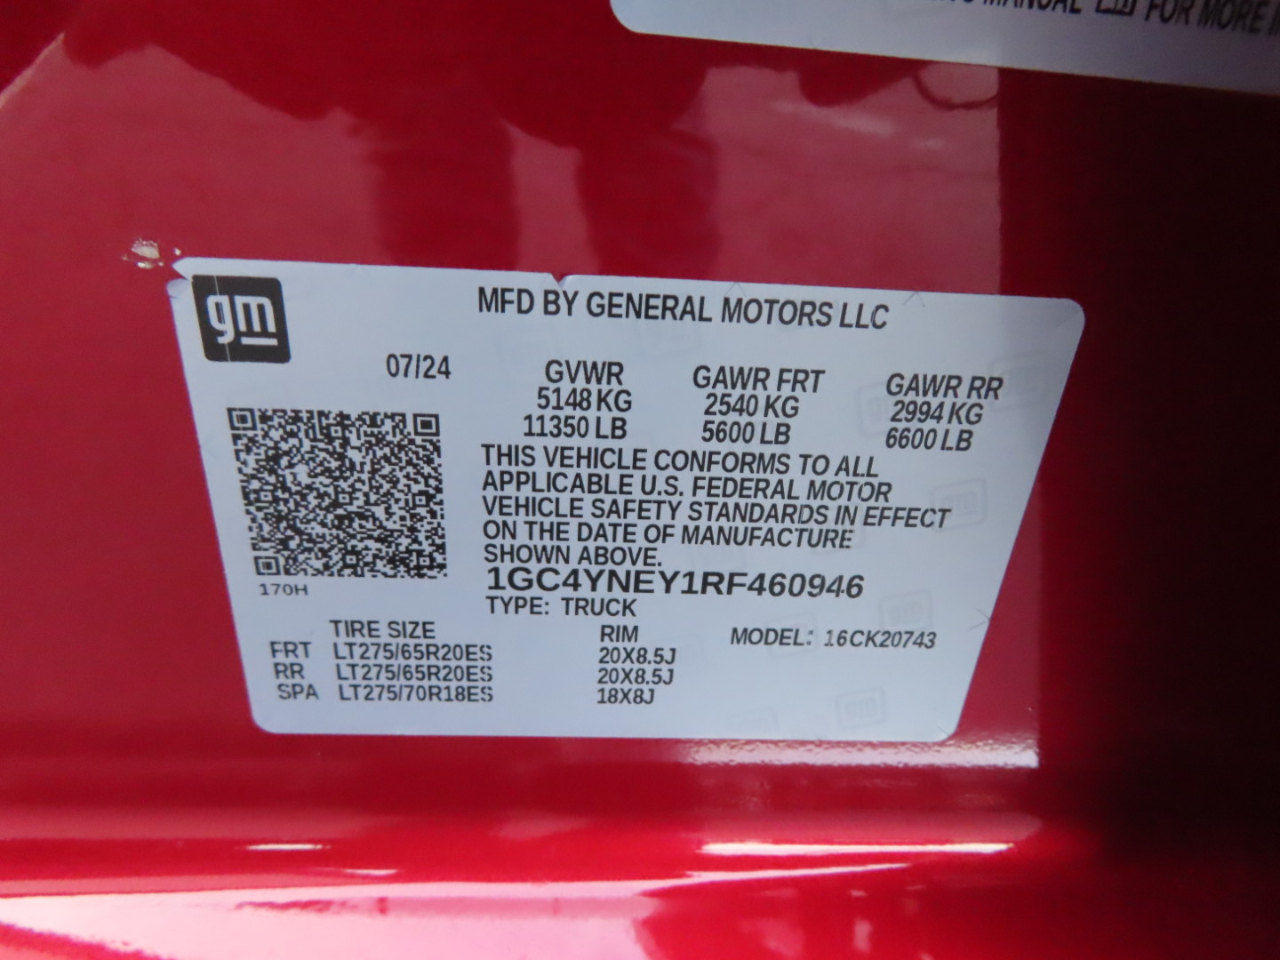 MANUAL FOR MORE
gm
MFD BY GENERAL MOTORS LLC
07/24 GVWR GAWR FRT GAWR RR
5148 KG 2540 KG 2994 KG
11350 LB 5600 LB 6600 LB
THIS VEHICLE CONFORMS TO ALL
APPLICABLE U.S. FEDERAL MOTOR
VEHICLE SAFETY STANDARDS IN EFFECT
ON THE DATE OF MANUFACTURE
SHOWN ABOVE.
170H
1GC4YNEY1RF460946
TYPE: TRUCK
TIRE SIZE RIM MODEL: 16CK20743
FRT LT275/65R20ES 20X8.5J
RR LT275/65R20ES 20X8.5J
SPA LT275/70R18ES 18X8J